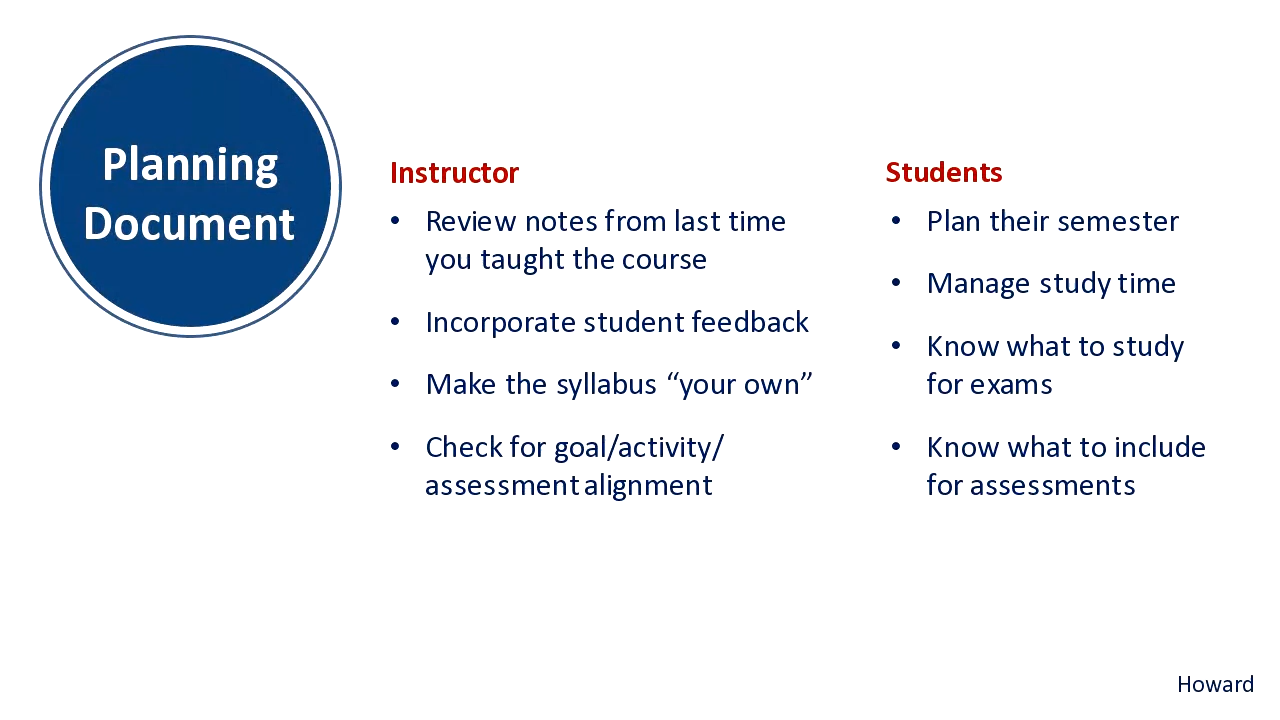 Planning
Document
Instructor
• Review notes from last time
you taught the course
• Incorporate student feedback
• Make the syllabus “your own”
• Check for goal/activity/
assessment alignment
Students
• Plan their semester
• Manage study time
• Know what to study
for exams
• Know what to include
for assessments
Howard